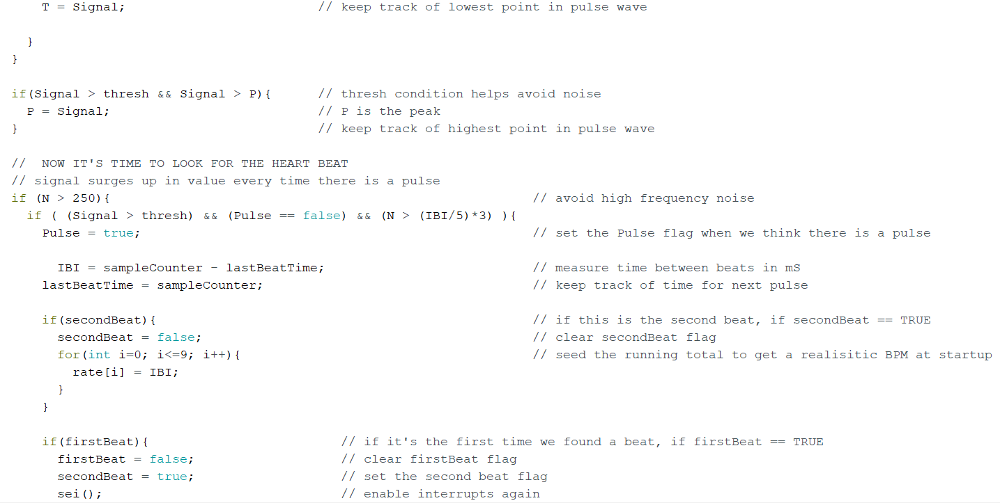 T = Signal; // keep track of lowest point in pulse wave
}
}
if(Signal > thresh && Signal > P){ // thresh condition helps avoid noise
P = Signal; // P is the peak
} // keep track of highest point in pulse wave
// NOW IT'S TIME TO LOOK FOR THE HEART BEAT
// signal surges up in value every time there is a pulse
if (N > 250){ // avoid high frequency noise
if ( (Signal > thresh) && (Pulse == false) && (N > (IBI/5)*3) ){
Pulse = true; // set the Pulse flag when we think there is a pulse
IBI = sampleCounter - lastBeatTime; // measure time between beats in mS
lastBeatTime = sampleCounter; // keep track of time for next pulse
if(secondBeat){ // if this is the second beat, if secondBeat == TRUE
secondBeat = false; // clear secondBeat flag
for(int i=0; i<=9; i++){ // seed the running total to get a realisitic BPM at startup
rate[i] = IBI;
}
}
if(firstBeat){ // if it's the first time we found a beat, if firstBeat == TRUE
firstBeat = false; // clear firstBeat flag
secondBeat = true; // set the second beat flag
sei(); // enable interrupts again